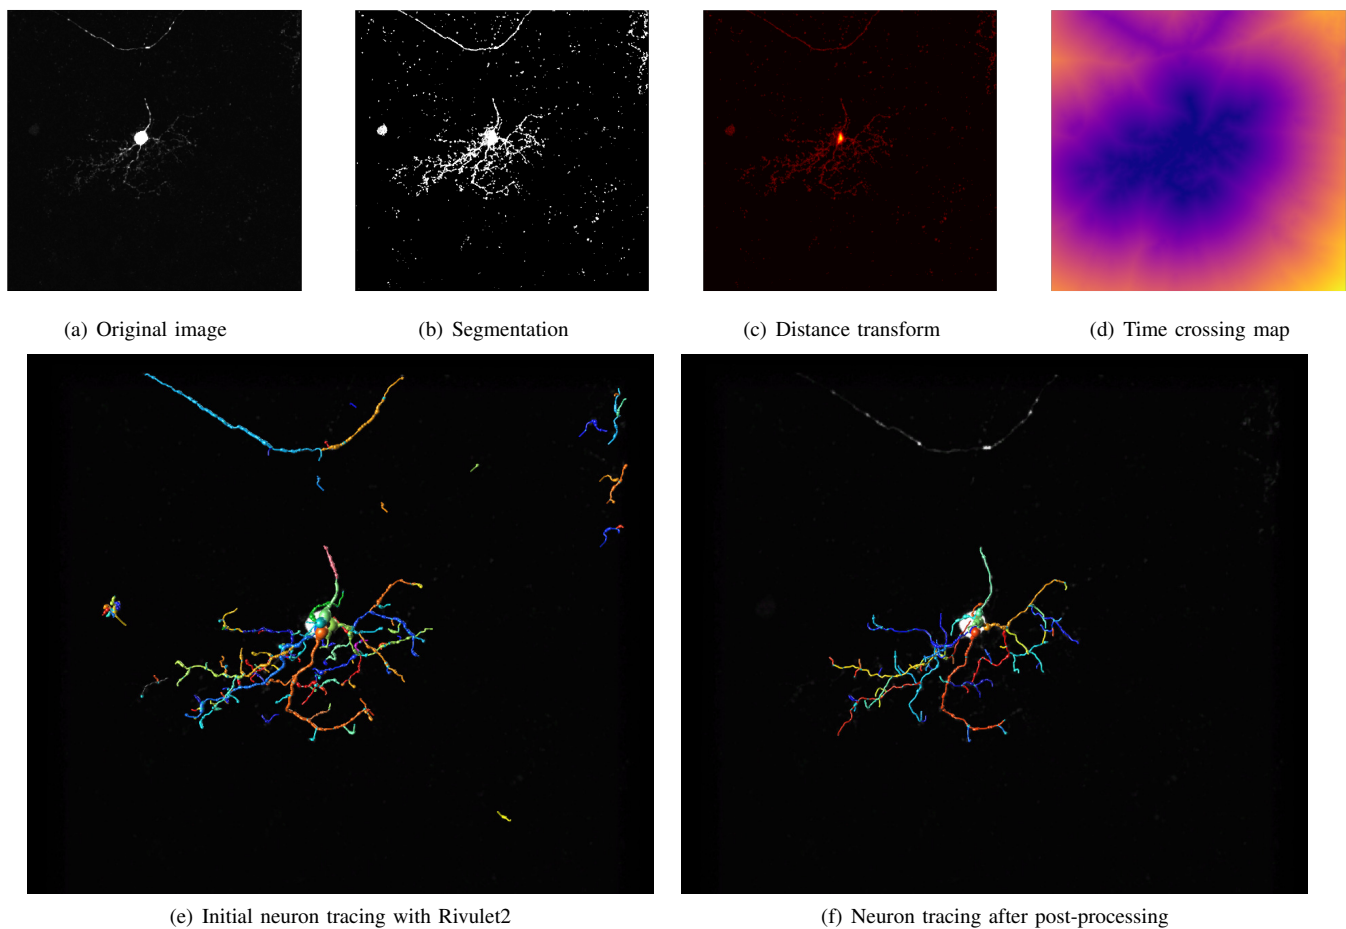 (a) Original image
(b) Segmentation
(c) Distance transform
(d) Time crossing map
(e) Initial neuron tracing with Rivulet2
(f) Neuron tracing after post-processing